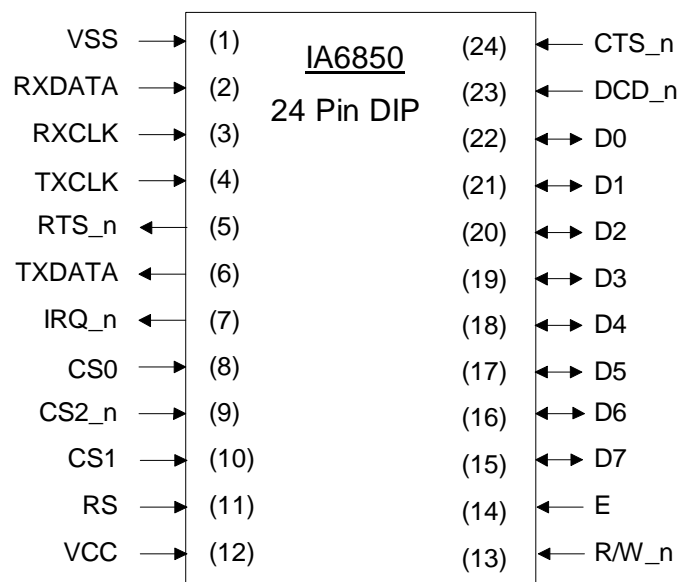 VSS (1) IA6850 (24) CTS_n
RXDATA (2) 24 Pin DIP (23) DCD_n
RXCLK (3) (22) D0
TXCLK (4) (21) D1
RTS_n (5) (20) D2
TXDATA (6) (19) D3
IRQ_n (7) (18) D4
CS0 (8) (17) D5
CS2_n (9) (16) D6
CS1 (10) (15) D7
RS (11) (14) E
VCC (12) (13) R/W_n